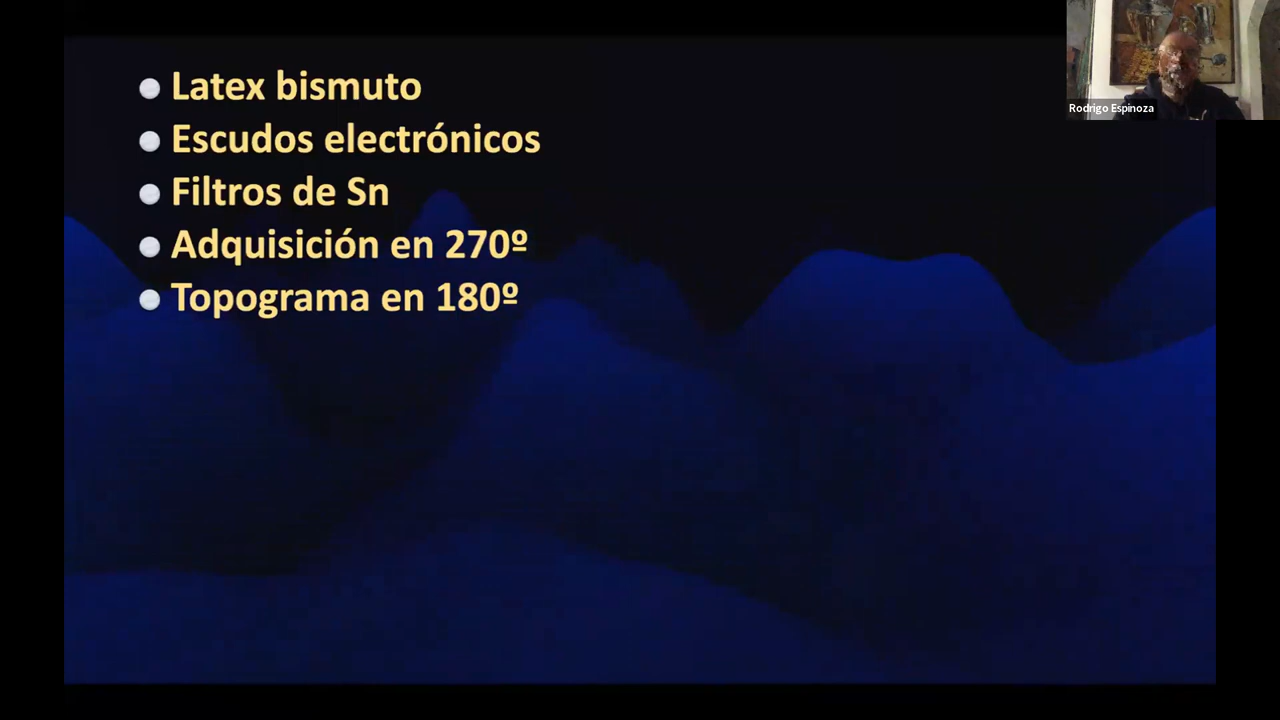 Latex bismuto
Escudos electrónicos
Filtros de Sn
Adquisición en 270º
Topograma en 180º
Rodrigo Espinoza